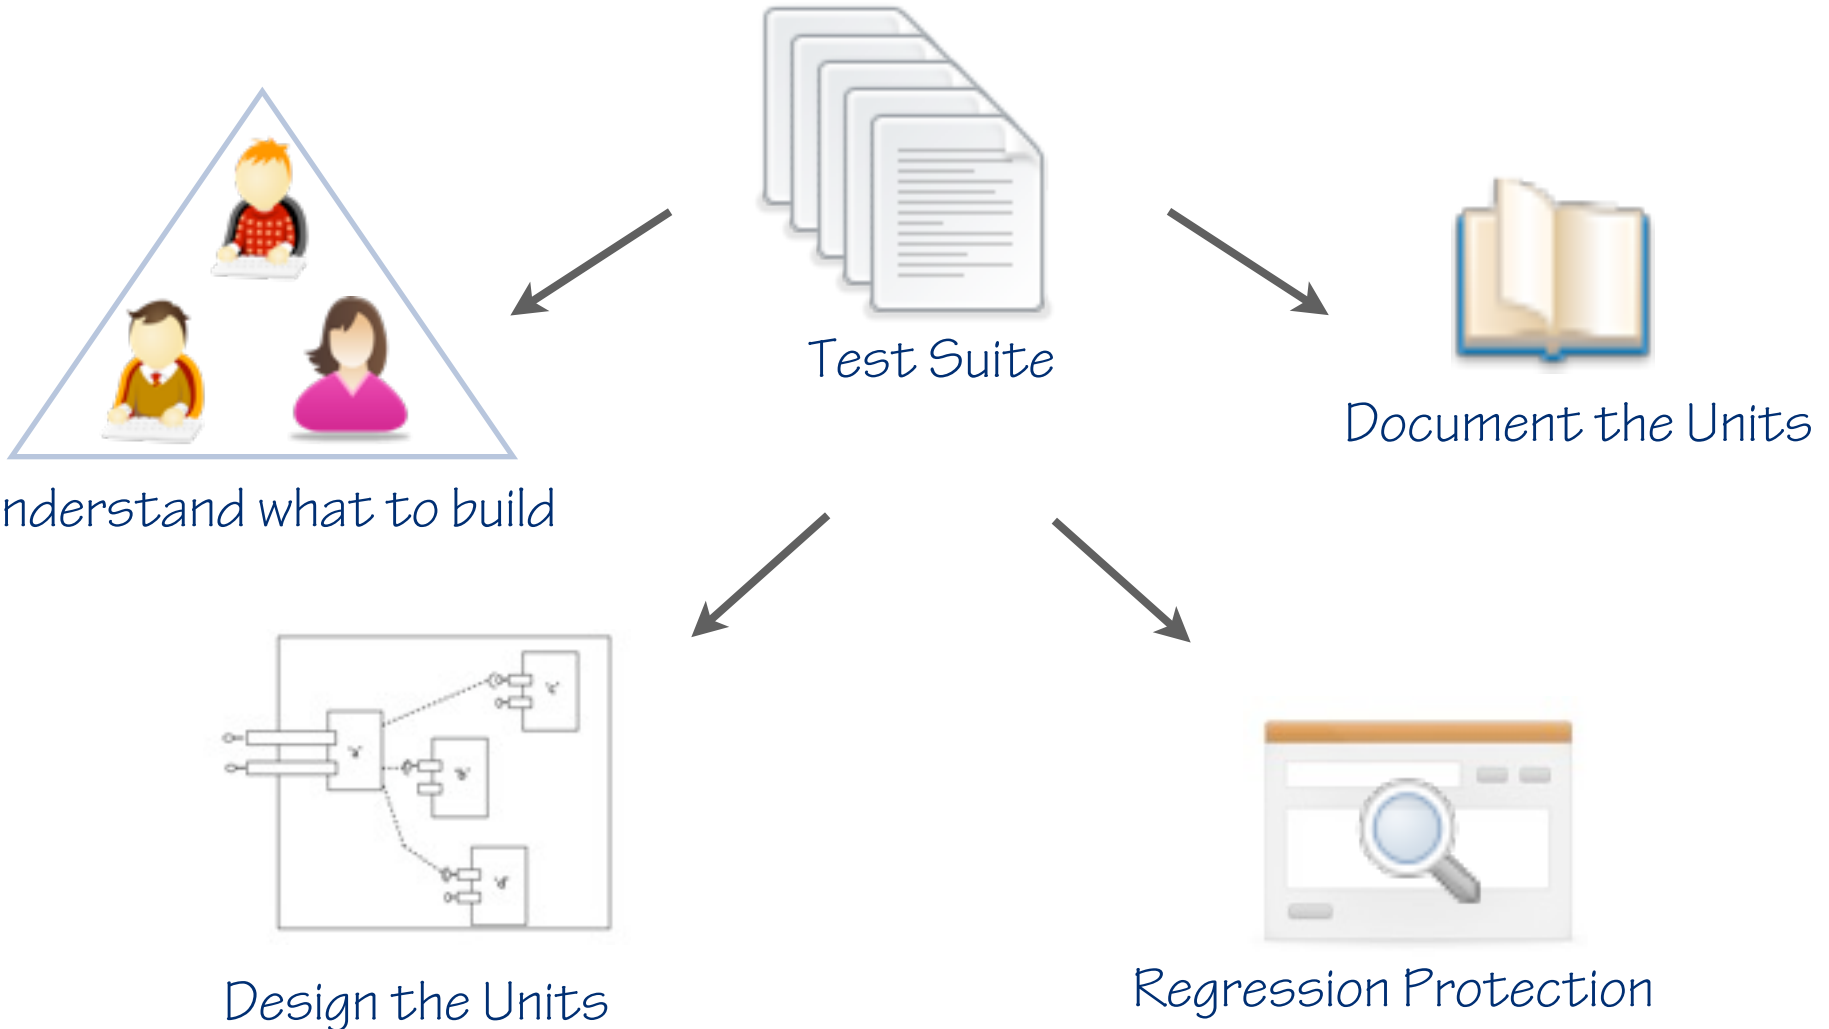 Test Suite
Document the Units
nderstand what to build
"c"
"a"
"b"
"d"
Design the Units
Regression Protection